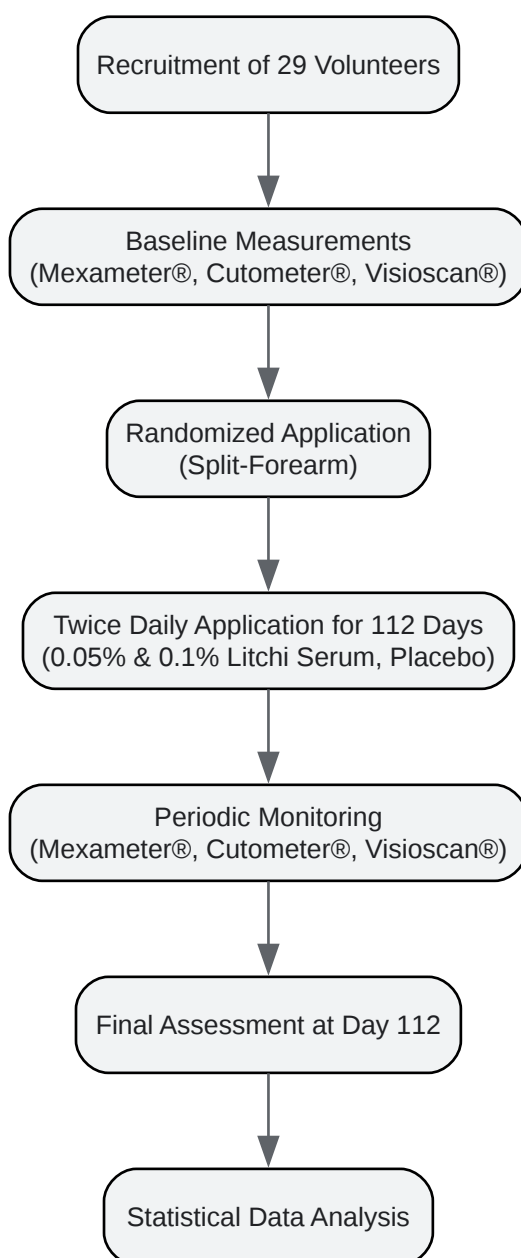 Recruitment of 29 Volunteers
Baseline Measurements
(Mexameter®, Cutometer®, Visioscan®)
Randomized Application
(Split-Forearm)
Twice Daily Application for 112 Days
(0.05% & 0.1% Litchi Serum, Placebo)
Periodic Monitoring
(Mexameter®, Cutometer®, Visioscan®)
Final Assessment at Day 112
Statistical Data Analysis